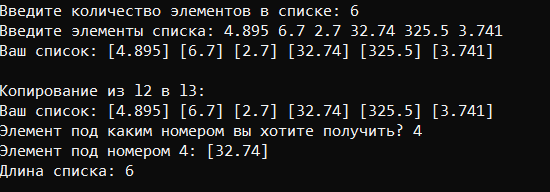 Введите количество элементов в списке: 6
Введите элементы списка: 4.895 6.7 2.7 32.74 325.5 3.741
Ваш список: [4.895] [6.7] [2.7] [32.74] [325.5] [3.741]
Копирование из l2 в l3:
Ваш список: [4.895] [6.7] [2.7] [32.74] [325.5] [3.741]
Элемент под каким номером вы хотите получить? 4
Элемент под номером 4: [32.74]
Длина списка: 6